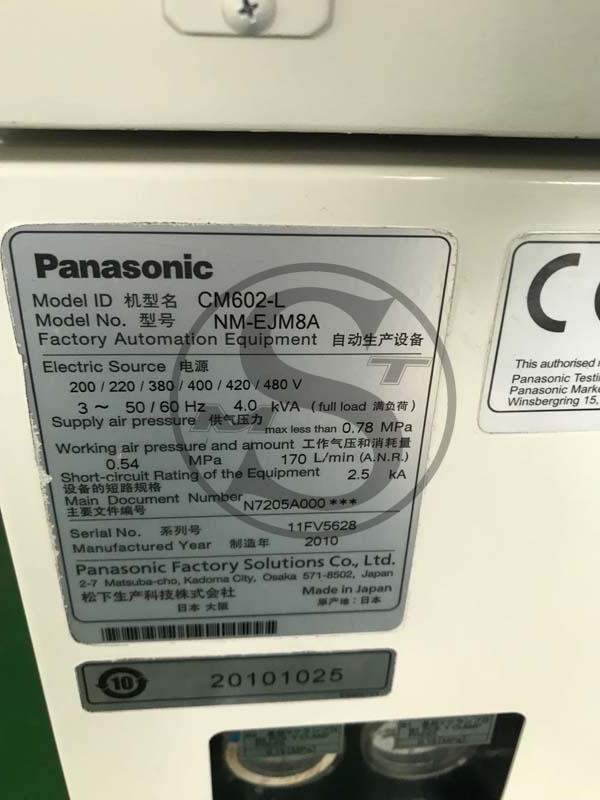 Panasonic
Model ID 机型名 CM602-L
Model No. 型号 NM-EJM8A
Factory Automation Equipment 自动生产设备
Electric Source 电源
200 / 220 / 380 / 400 / 420 / 480 V
3 ~ 50 / 60 Hz 4.0 kVA (full load 满负荷)
Supply air pressure 供气压力 max less than 0.78 MPa
Working air pressure and amount 工作气压和消耗量
0.54 MPa 170 L/min (A.N.R.)
Short-circuit Rating of the Equipment 2.5 kA
设备的短路规格
Main Document Number N7205A000***
主要文件编号
Serial No. 系列号 11FV5628
Manufactured Year 制造年 2010
Panasonic Factory Solutions Co., Ltd.
2-7 Matsuba-cho, Kadoma City, Osaka 571-8502, Japan
松下生产科技株式会社 Made in Japan
日本 大阪 原产地: 日本
10 20101025
CE
This authorised
Panasonic Testin
Panasonic Marke
Winsbergring 15,